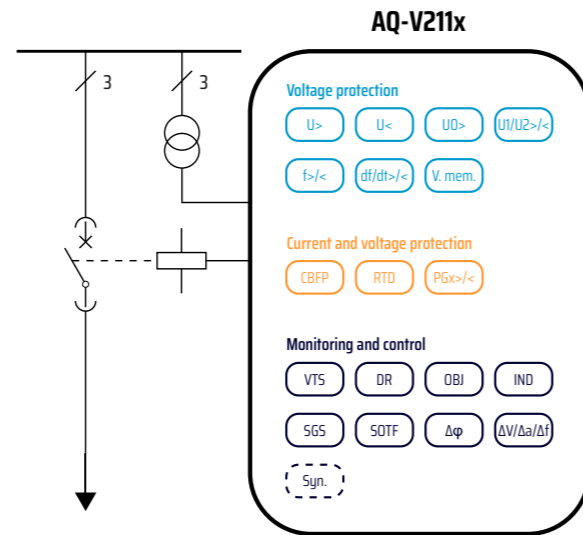 AQ-V211x
3
3
Voltage protection
U> U< U0> U1/U2>/<
f>/< df/dt>/< V. mem.
Current and voltage protection
CBFP RTD PGx>/<
Monitoring and control
VTS DR OBJ IND
SGS SOTF Δφ ΔV/Δa/Δf
Syn.